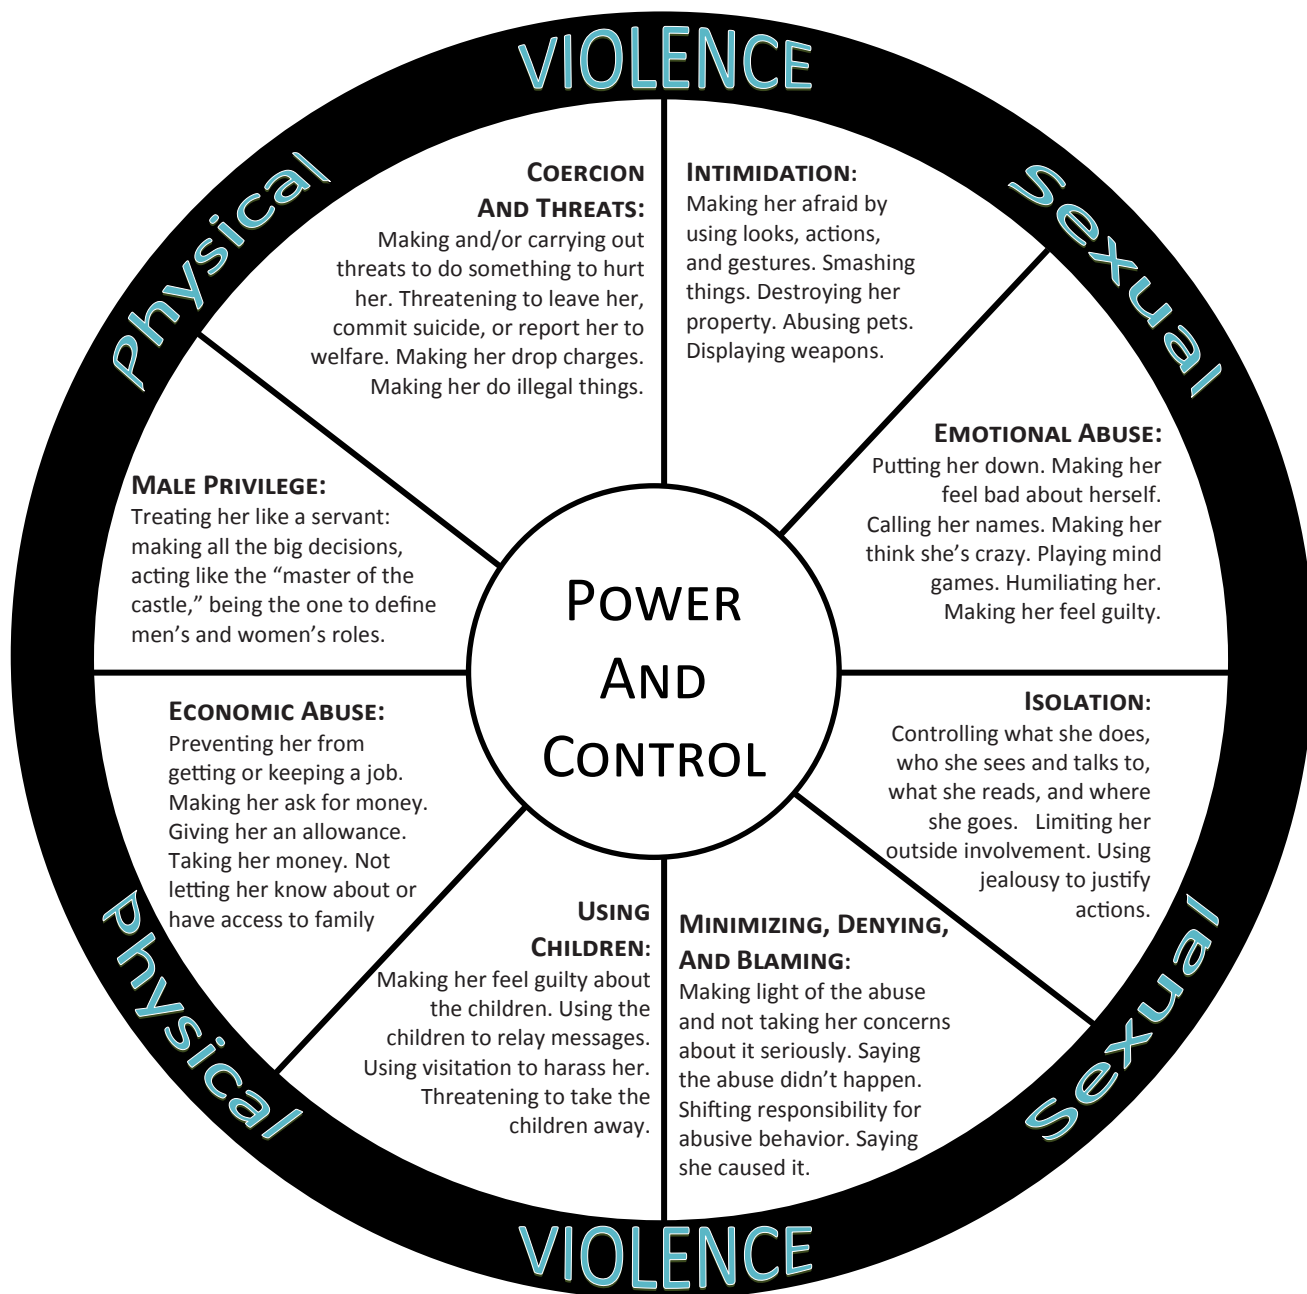 VIOLENCE
Physical
Sexual
COERCION
AND THREATS:
Making and/or carrying out
threats to do something to hurt
her. Threatening to leave her,
commit suicide, or report her to
welfare. Making her drop charges.
Making her do illegal things.
INTIMIDATION:
Making her afraid by
using looks, actions,
and gestures. Smashing
things. Destroying her
property. Abusing pets.
Displaying weapons.
MALE PRIVILEGE:
Treating her like a servant:
making all the big decisions,
acting like the “master of the
castle,” being the one to define
men’s and women’s roles.
EMOTIONAL ABUSE:
Putting her down. Making her
feel bad about herself.
Calling her names. Making her
think she’s crazy. Playing mind
games. Humiliating her.
Making her feel guilty.
POWER
AND
CONTROL
ECONOMIC ABUSE:
Preventing her from
getting or keeping a job.
Making her ask for money.
Giving her an allowance.
Taking her money. Not
letting her know about or
have access to family
ISOLATION:
Controlling what she does,
who she sees and talks to,
what she reads, and where
she goes. Limiting her
outside involvement. Using
jealousy to justify
actions.
USING
CHILDREN:
Making her feel guilty about
the children. Using the
children to relay messages.
Using visitation to harass her.
Threatening to take the
children away.
MINIMIZING, DENYING,
AND BLAMING:
Making light of the abuse
and not taking her concerns
about it seriously. Saying
the abuse didn’t happen.
Shifting responsibility for
abusive behavior. Saying
she caused it.
Physical
Sexual
VIOLENCE